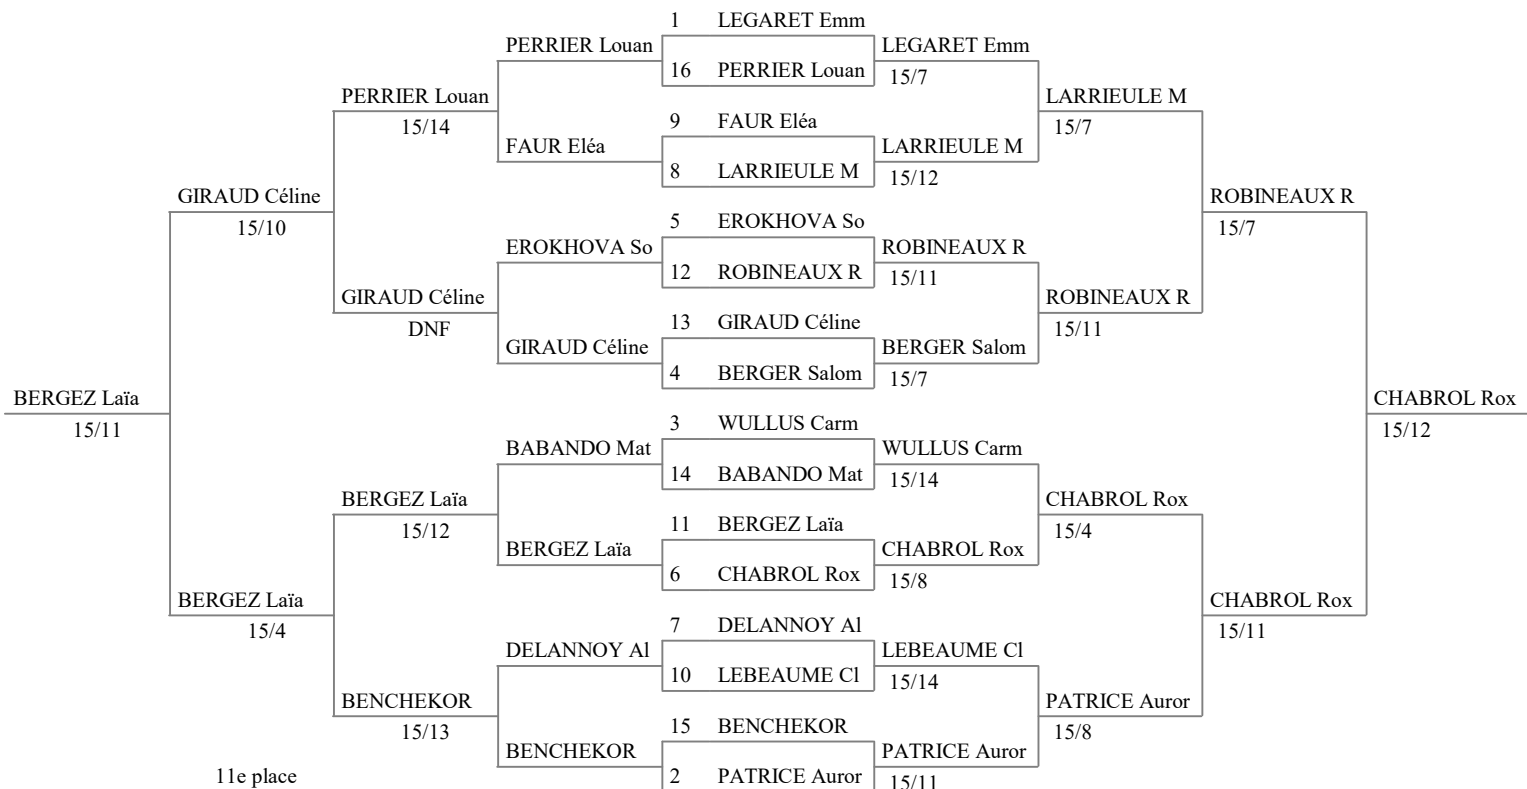 1 LEGARET Emm
PERRIER Louan LEGARET Emm
16 PERRIER Louan 15/7
PERRIER Louan LARRIEULE M
15/14 9 FAUR Eléa 15/7
FAUR Eléa LARRIEULE M
8 LARRIEULE M 15/12
GIRAUD Céline ROBINEAUX R
15/10 5 EROKHOVA So 15/7
EROKHOVA So ROBINEAUX R
12 ROBINEAUX R 15/11
GIRAUD Céline ROBINEAUX R
DNF 13 GIRAUD Céline 15/11
GIRAUD Céline BERGER Salom
4 BERGER Salom 15/7
BERGEZ Laïa CHABROL Rox
15/11 3 WULLUS Carm 15/12
BABANDO Mat WULLUS Carm
14 BABANDO Mat 15/14
BERGEZ Laïa CHABROL Rox
15/12 11 BERGEZ Laïa 15/4
BERGEZ Laïa CHABROL Rox
6 CHABROL Rox 15/8
BERGEZ Laïa CHABROL Rox
15/4 7 DELANNOY Al 15/11
DELANNOY Al LEBEAUME Cl
10 LEBEAUME Cl 15/14
BENCHEKOR PATRICE Auror
15/13 15 BENCHEKOR 15/8
BENCHEKOR PATRICE Auror
11e place 2 PATRICE Auror 15/11